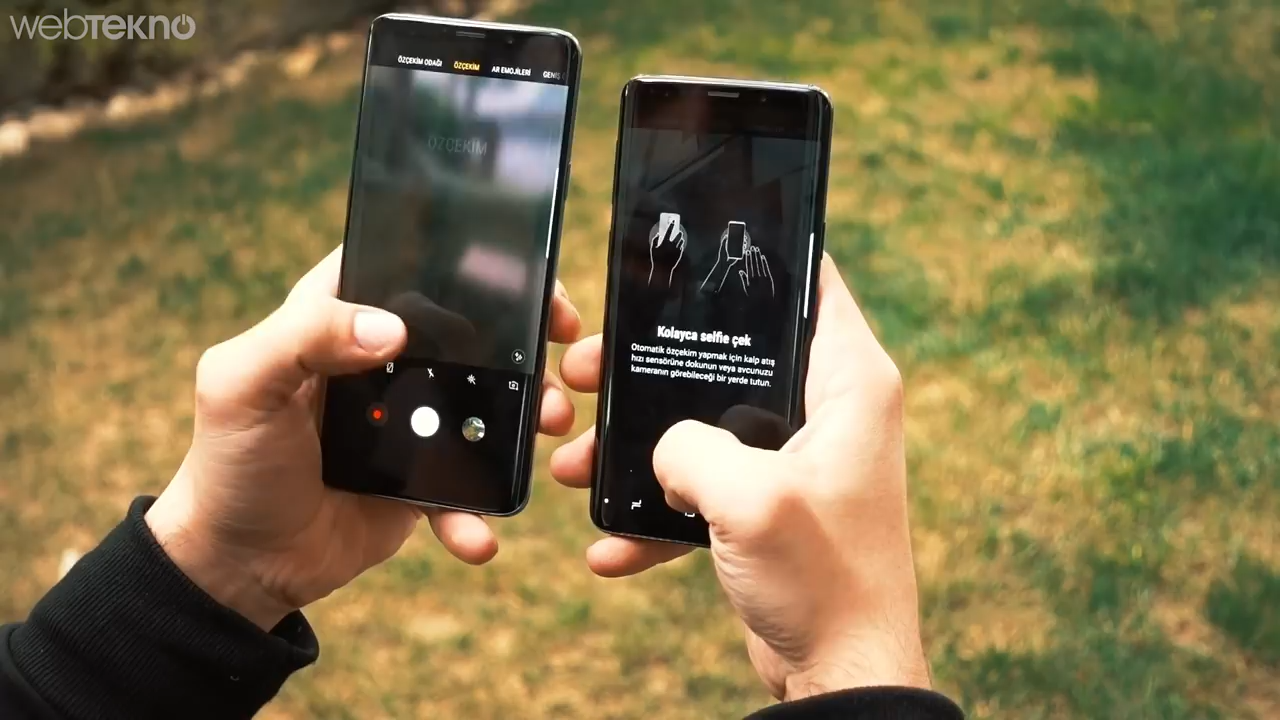 webtekno
ÖZÇEKİM ODAĞI ÖZÇEKİM AR EMOJİLERİ GENİŞ
ÖZÇEKİM
Kolayca selfie çek
Otomatik özçekim yapmak için kalp atış
hızı sensörüne dokunun veya avcunuzu
kameranın görebileceği bir yerde tutun.